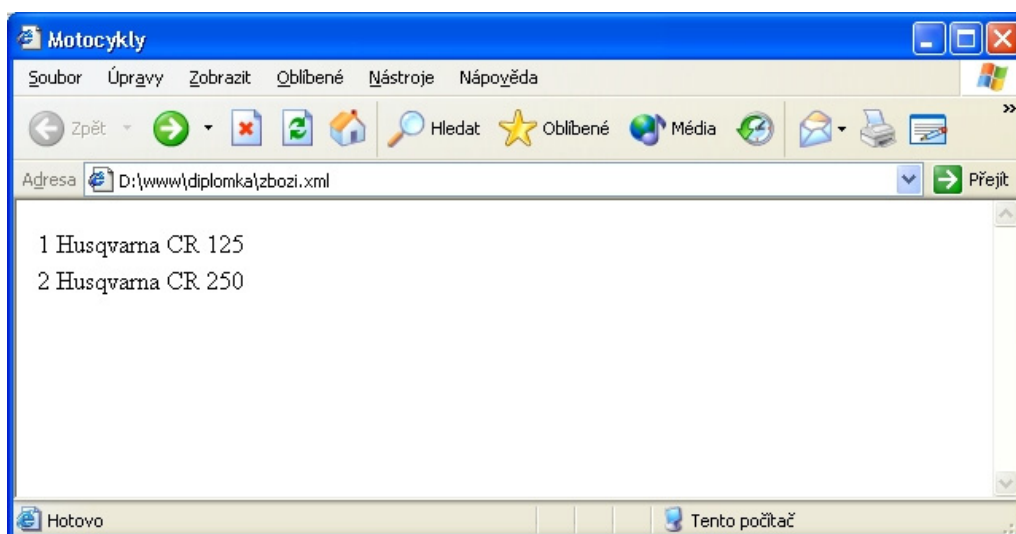 Motocykly
Soubor Úpravy Zobrazit Oblíbené Nástroje Nápověda
Zpět Hledat Oblíbené Média »
Adresa D:\www\diplomka\zbozi.xml Přejít
1 Husqvarna CR 125
2 Husqvarna CR 250
Hotovo Tento počítač